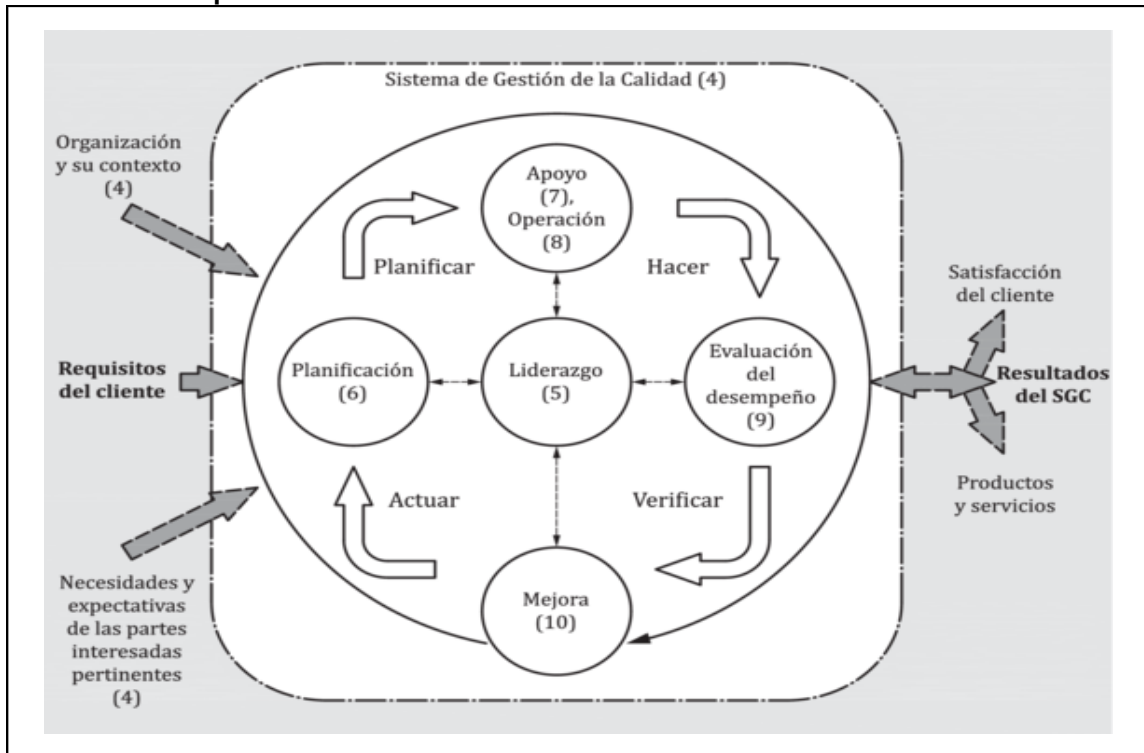 Sistema de Gestión de la Calidad (4)
Organización
y su contexto
(4)
Apoyo
(7),
Operación
(8)
Planificar
Hacer
Satisfacción
del cliente
Requisitos
del cliente
Planificación
(6)
Liderazgo
(5)
Evaluación
del
desempeño
(9)
Resultados
del SGC
Actuar
Verificar
Productos
y servicios
Necesidades y
expectativas
de las partes
interesadas
pertinentes
(4)
Mejora
(10)